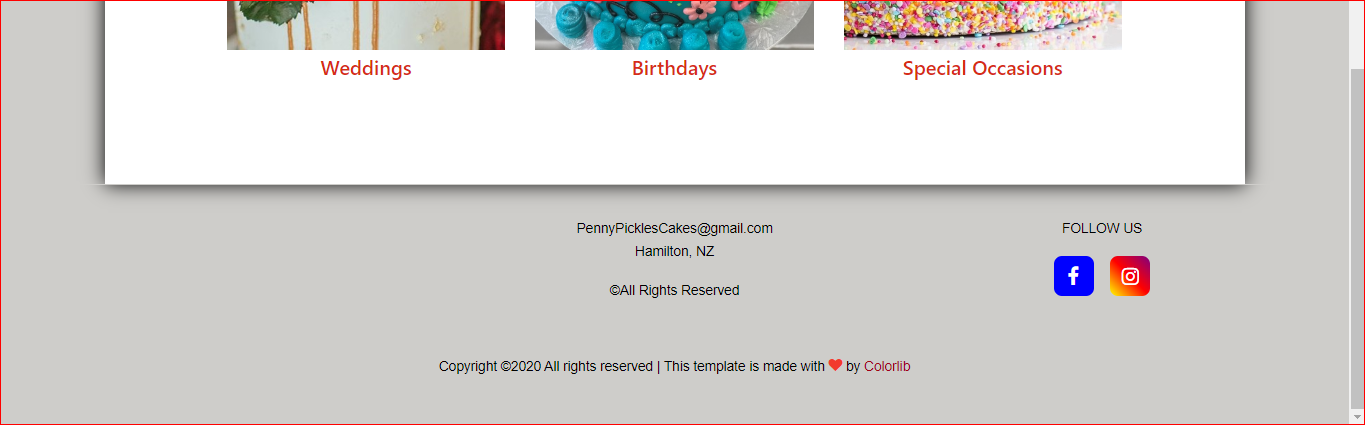 Weddings
Birthdays
Special Occasions
PennyPicklesCakes@gmail.com
Hamilton, NZ
©All Rights Reserved
FOLLOW US
Copyright ©2020 All rights reserved | This template is made with ❤ by Colorlib